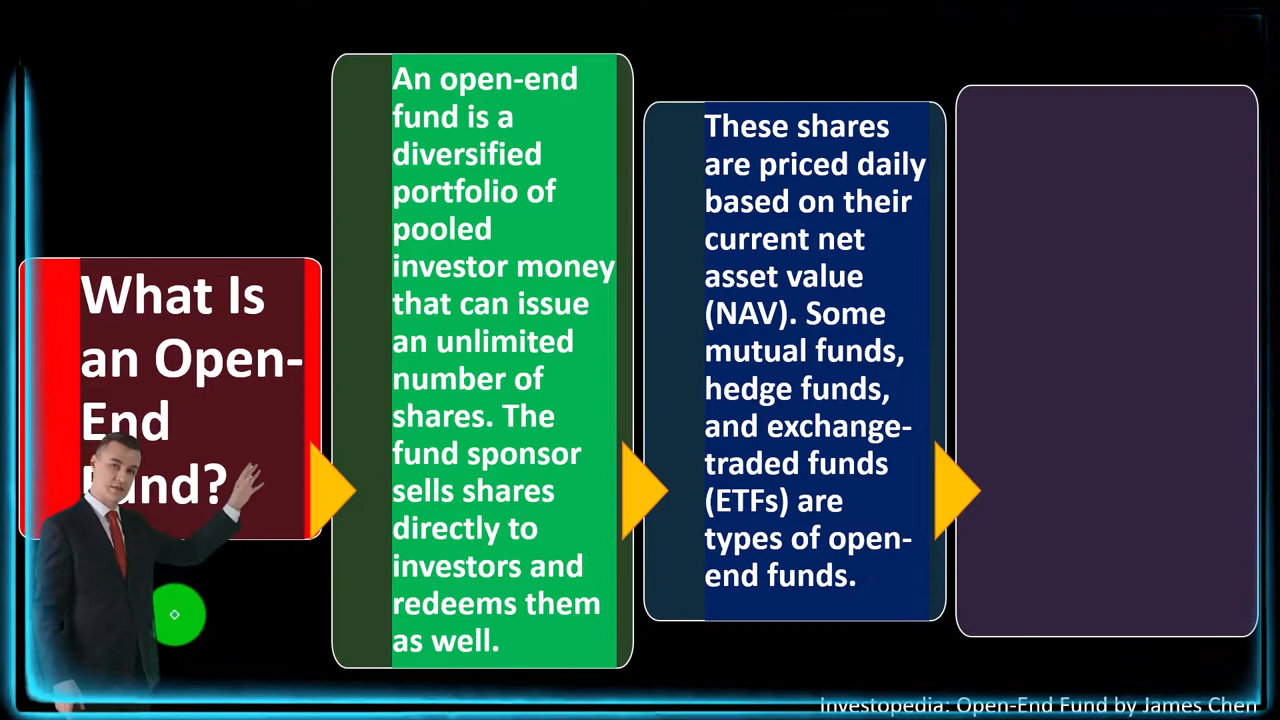 What Is
an Open-
End
Fund?
An open-end
fund is a
diversified
portfolio of
pooled
investor money
that can issue
an unlimited
number of
shares. The
fund sponsor
sells shares
directly to
investors and
redeems them
as well.
These shares
are priced daily
based on their
current net
asset value
(NAV). Some
mutual funds,
hedge funds,
and exchange-
traded funds
(ETFs) are
types of open-
end funds.
Investopedia: Open-End Fund by James Chen